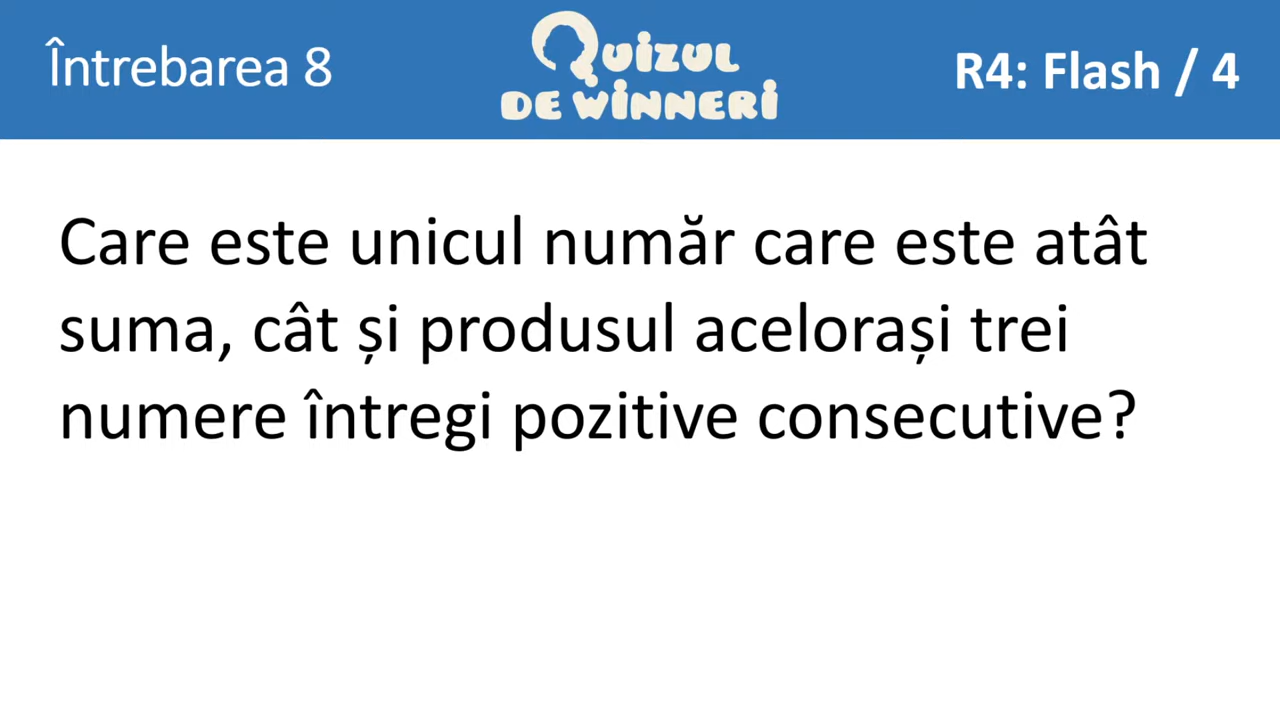 Întrebarea 8
QUIZUL
DE WINNERI
R4: Flash / 4
Care este unicul număr care este atât
suma, cât și produsul acelorași trei
numere întregi pozitive consecutive?